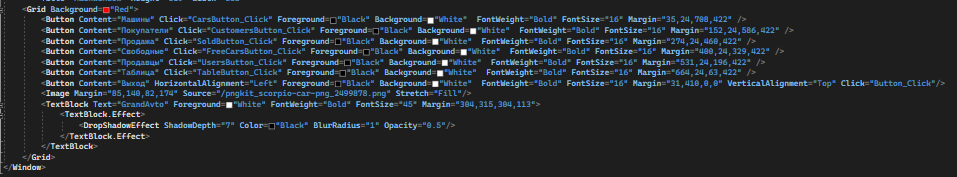 <Grid Background="Red">
<Button Content="Машины" Click="CarsButton_Click" Foreground="Black" Background="White" FontWeight="Bold" FontSize="16" Margin="35,24,708,422" />
<Button Content="Покупатели" Click="CustomersButton_Click" Foreground="Black" Background="White" FontWeight="Bold" FontSize="16" Margin="152,24,586,422" />
<Button Content="Продажа" Click="SoldButton_Click" Foreground="Black" Background="White" FontWeight="Bold" FontSize="16" Margin="274,24,460,422" />
<Button Content="Свободные" Click="FreeCarsButton_Click" Foreground="Black" Background="White" FontWeight="Bold" FontSize="16" Margin="400,24,329,422" />
<Button Content="Продавцы" Click="UsersButton_Click" Foreground="Black" Background="White" FontWeight="Bold" FontSize="16" Margin="531,24,196,422" />
<Button Content="Таблица" Click="TableButton_Click" Foreground="Black" Background="White" FontWeight="Bold" FontSize="16" Margin="664,24,63,422" />
<Button Content="Выход" HorizontalAlignment="Left" Foreground="Black" Background="White" FontWeight="Bold" FontSize="16" Margin="31,410,0,0" VerticalAlignment="Top" Click="Button_Click"/>
<Image Margin="85,140,82,174" Source="/pngkit_scorpio-car-png_2499878.png" Stretch="Fill"/>
<TextBlock Text="GrandAvto" Foreground="White" FontWeight="Bold" FontSize="45" Margin="304,315,304,113">
<TextBlock.Effect>
<DropShadowEffect ShadowDepth="7" Color="Black" BlurRadius="1" Opacity="0.5"/>
</TextBlock.Effect>
</TextBlock>
</Grid>
</Window>